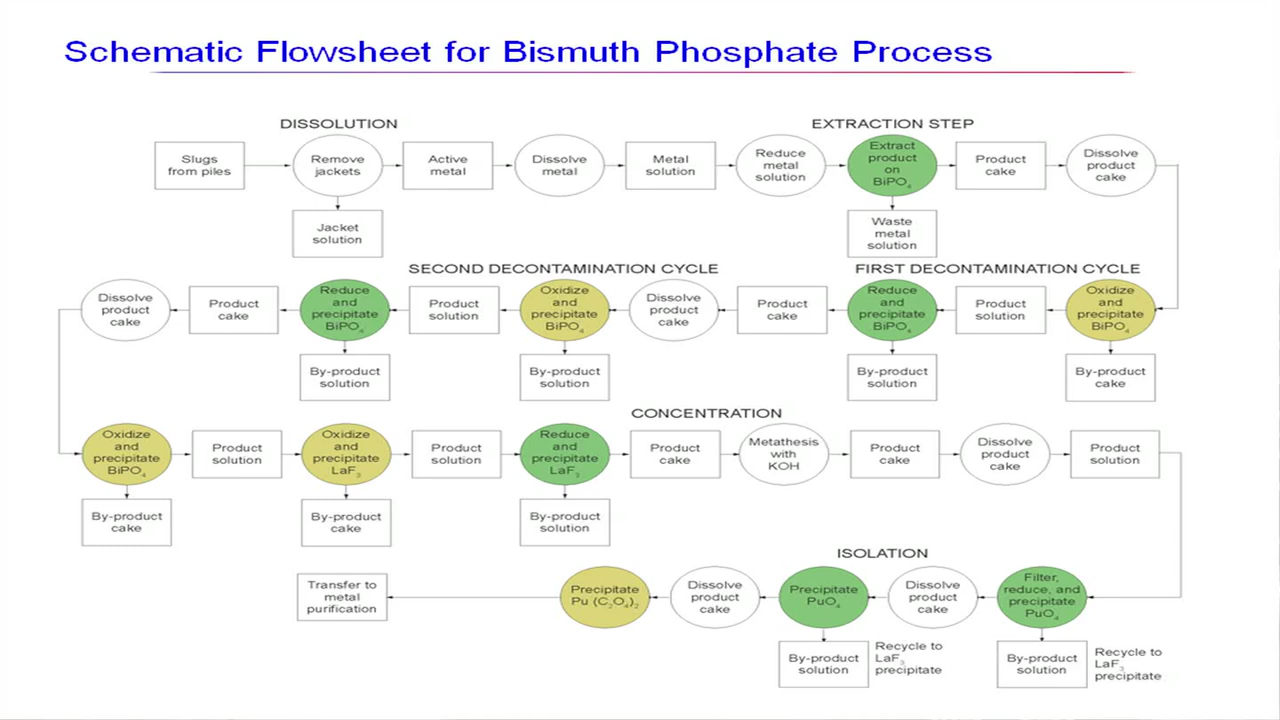 Schematic Flowsheet for Bismuth Phosphate Process
DISSOLUTION
EXTRACTION STEP
Slugs
from piles
Remove
jackets
Active
metal
Dissolve
metal
Metal
solution
Reduce
metal
solution
Extract
product
on
BiPO₄
Product
cake
Dissolve
product
cake
Jacket
solution
Waste
metal
solution
SECOND DECONTAMINATION CYCLE
FIRST DECONTAMINATION CYCLE
Dissolve
product
cake
Product
cake
Reduce
and
precipitate
BiPO₄
Product
solution
Oxidize
and
precipitate
BiPO₄
Dissolve
product
cake
Product
cake
Reduce
and
precipitate
BiPO₄
Product
solution
Oxidize
and
precipitate
BiPO₄
By-product
solution
By-product
solution
By-product
solution
By-product
cake
CONCENTRATION
Oxidize
and
precipitate
BiPO₄
Product
solution
Oxidize
and
precipitate
LaF₃
Product
solution
Reduce
and
precipitate
LaF₃
Product
cake
Metathesis
with
KOH
Product
cake
Dissolve
product
cake
Product
solution
By-product
cake
By-product
cake
By-product
solution
ISOLATION
Transfer to
metal
purification
Precipitate
Pu (C₂O₄)₂
Dissolve
product
cake
Precipitate
PuO₄
Dissolve
product
cake
Filter,
reduce, and
precipitate
PuO₄
By-product
solution
Recycle to
LaF₃
precipitate
By-product
solution
Recycle to
LaF₃
precipitate